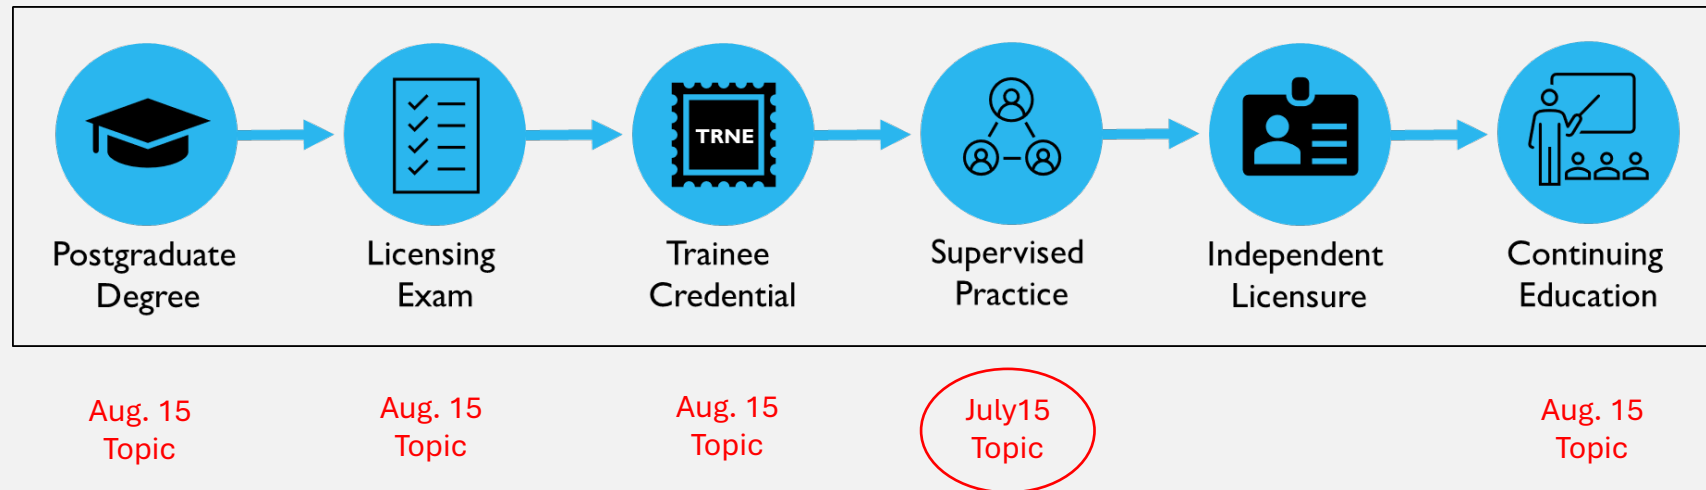 TRNE
Postgraduate
Degree
Licensing
Exam
Trainee
Credential
Supervised
Practice
Independent
Licensure
Continuing
Education
Aug. 15
Topic
Aug. 15
Topic
Aug. 15
Topic
July15
Topic
Aug. 15
Topic